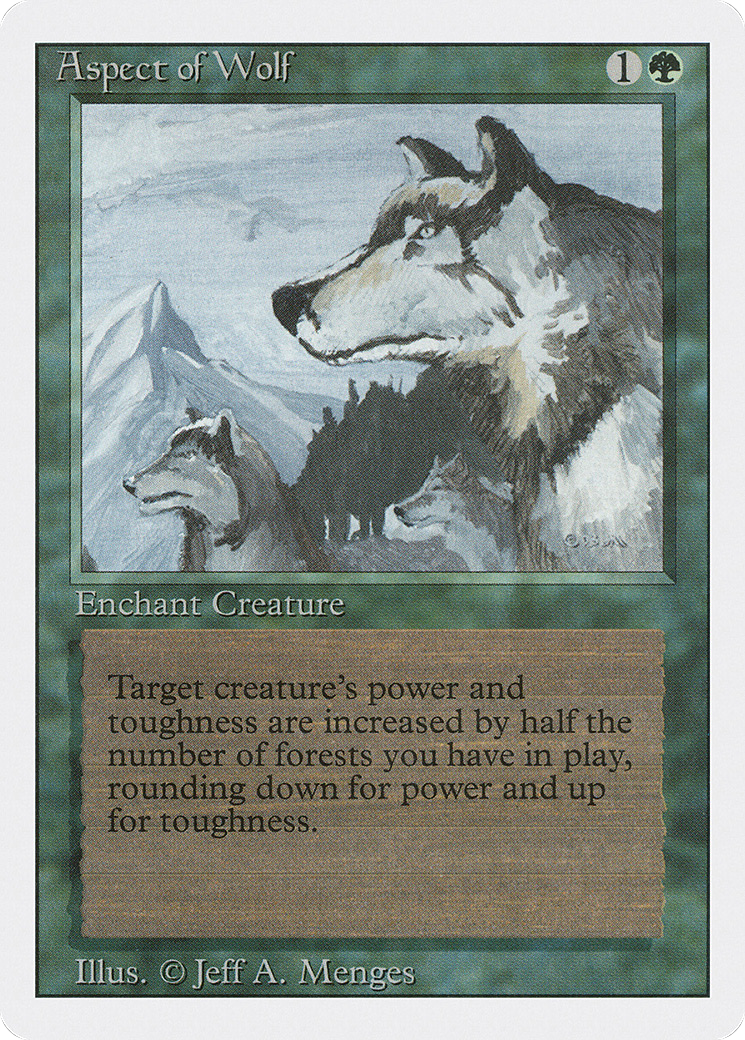 Aspect of Wolf 1
Enchant Creature
Target creature's power and
toughness are increased by half the
number of forests you have in play,
rounding down for power and up
for toughness.
Illus. © Jeff A. Menges